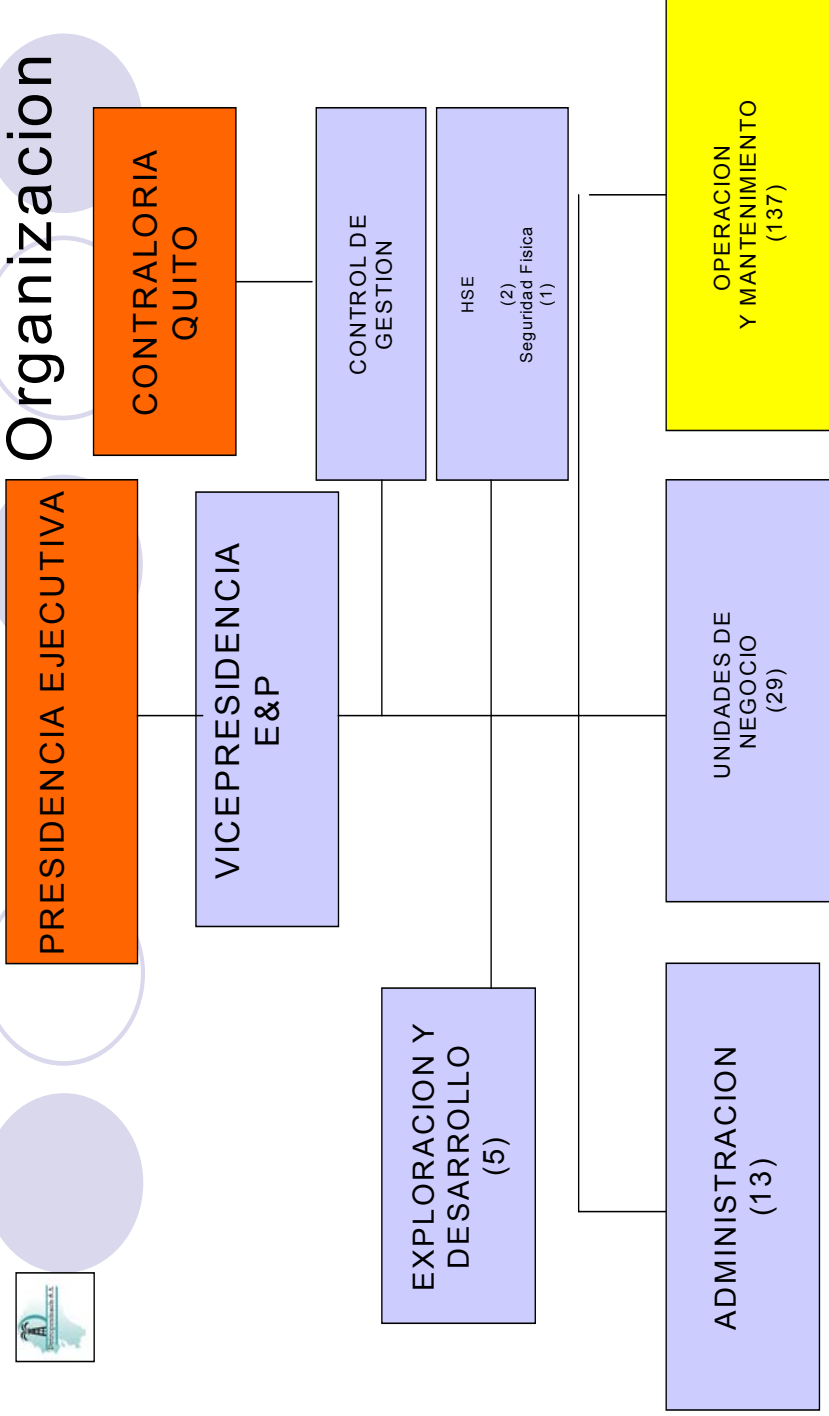 Organizacion
PRESIDENCIA EJECUTIVA
CONTRALORIA
QUITO
VICEPRESIDENCIA
E&P
CONTROL DE
GESTION
HSE
(2)
Seguridad Fisica
(1)
EXPLORACION Y
DESARROLLO
(5)
ADMINISTRACION
(13)
UNIDADES DE
NEGOCIO
(29)
OPERACION
Y MANTENIMIENTO
(137)